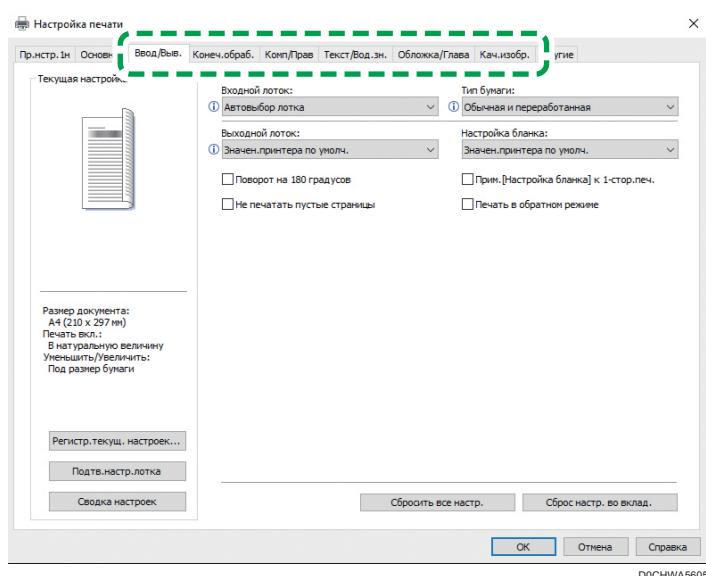 Настройка печати
Пр.нстр. 1н Основн Ввод/Выв. Конеч.обраб. Комп/Прав Текст/Вод.зн. Обложка/Глава Кач.изобр. угие
Текущая настройка
Входной лоток: Тип бумаги:
Автовыбор лотка Обычная и переработанная
Выходной лоток: Настройка бланка:
Значен.принтера по умолч. Значен.принтера по умолч.
Поворот на 180 градусов Прим.[Настройка бланка] к 1-стор.печ.
Не печатать пустые страницы Печать в обратном режиме
Размер документа:
A4 (210 x 297 мм)
Печать вкл.:
В натуральную величину
Уменьшить/Увеличить:
Под размер бумаги
Регистр.текущ. настроек...
Подтв.настр.лотка
Сводка настроек Сбросить все настр. Сброс настр. во вклад.
ОК Отмена Справка
D0CHWA5605